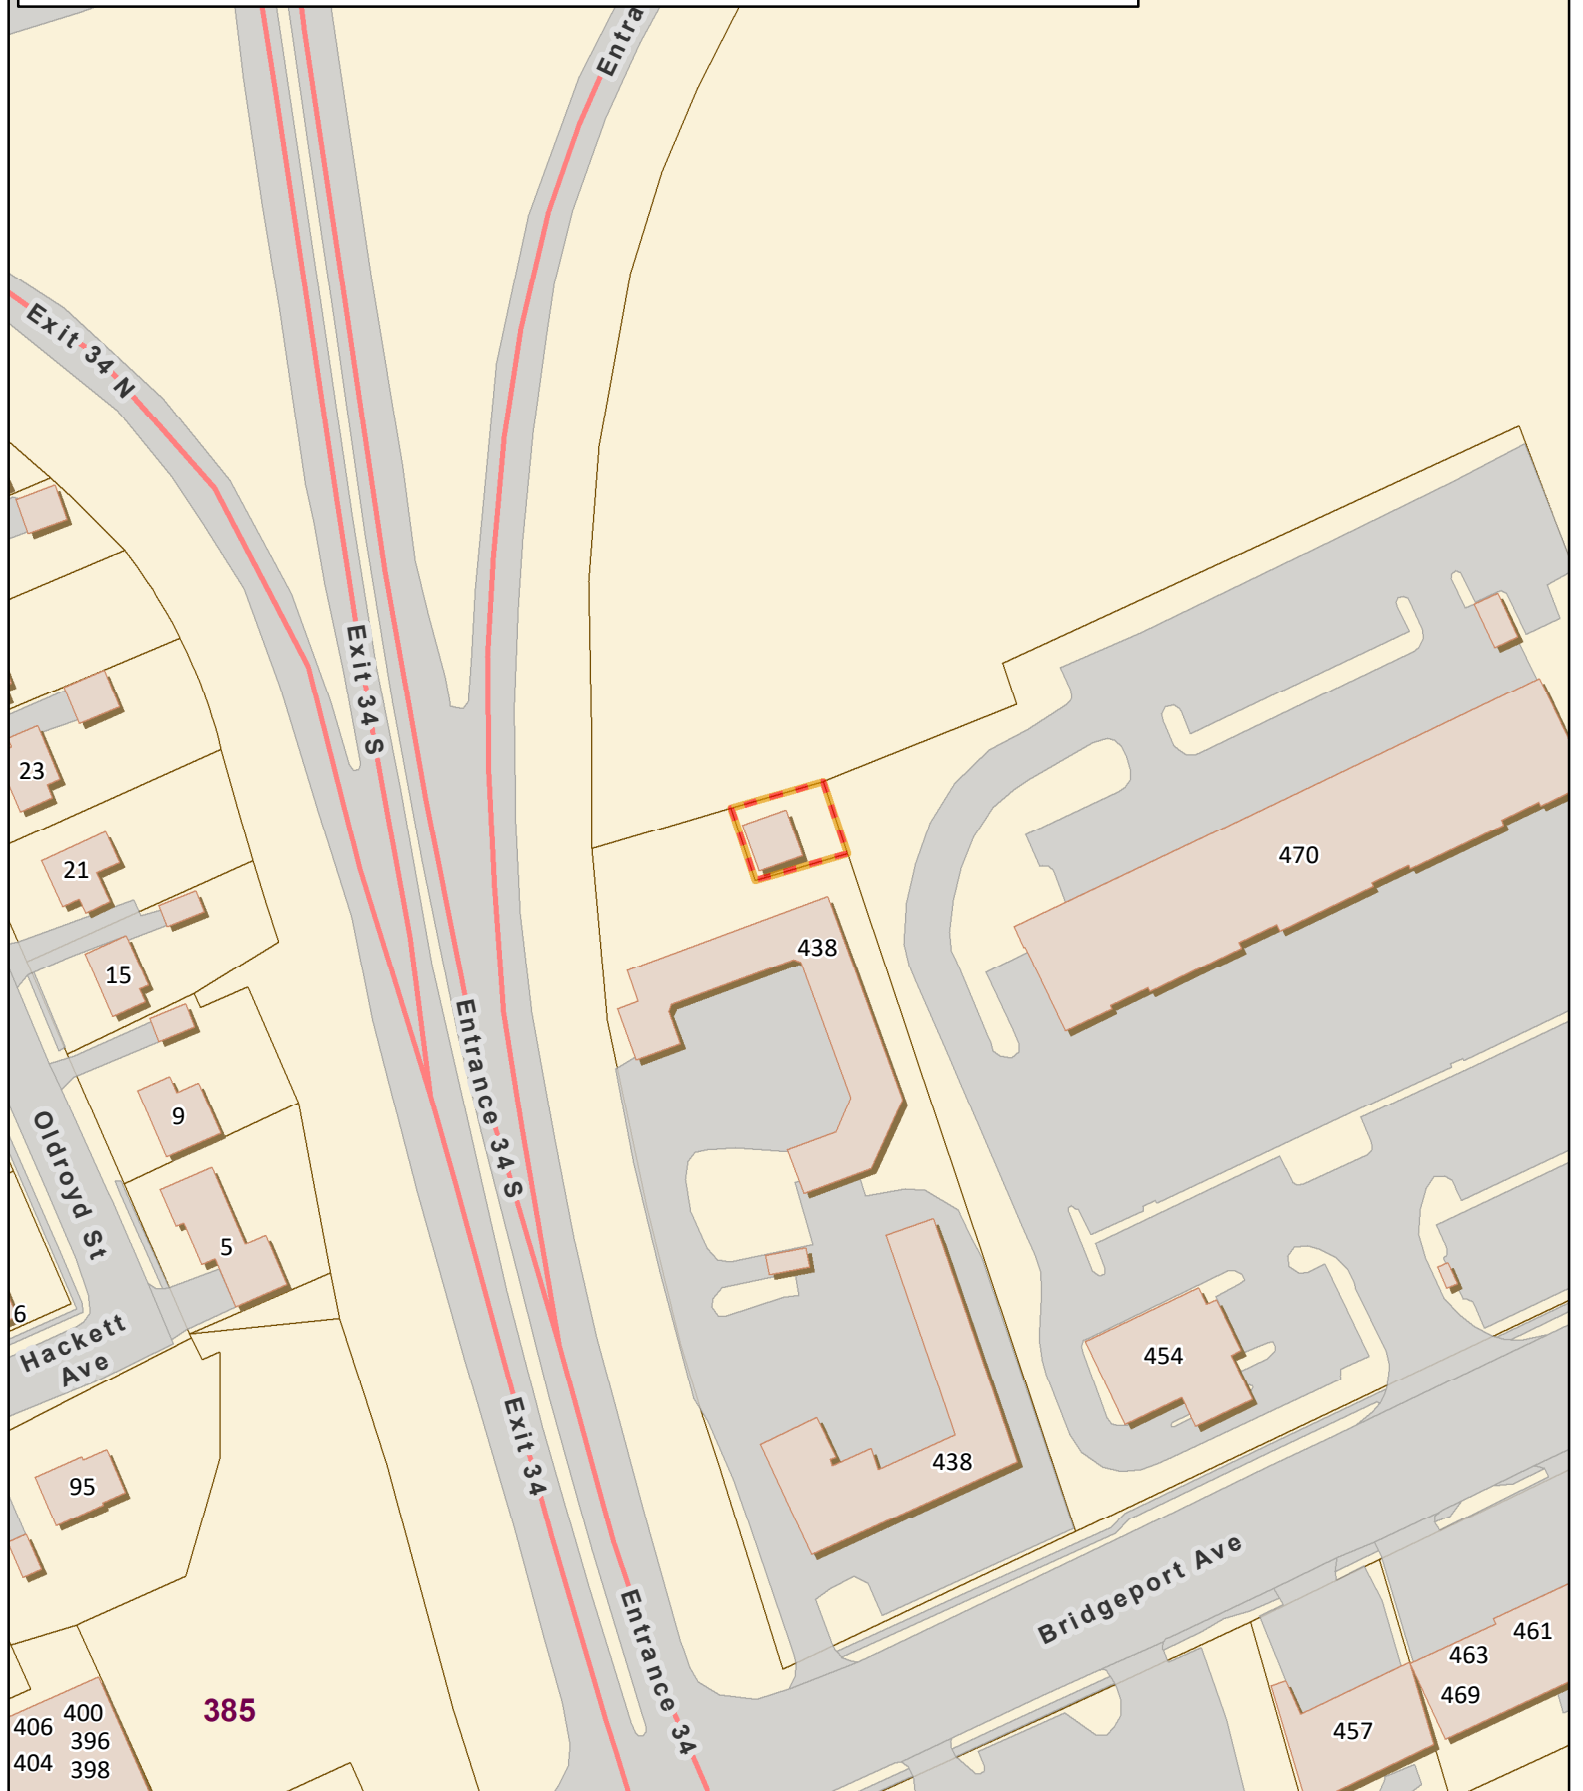 Entra
Exit 34 N
Exit 34 S
23
21
470
438
15
Entrance 34 S
9
Oldroyd St
5
6
Hackett
Ave
454
Exit 34
438
95
Bridgeport Ave
Entrance 34
461
463
469
385
400
406
396
457
404
398